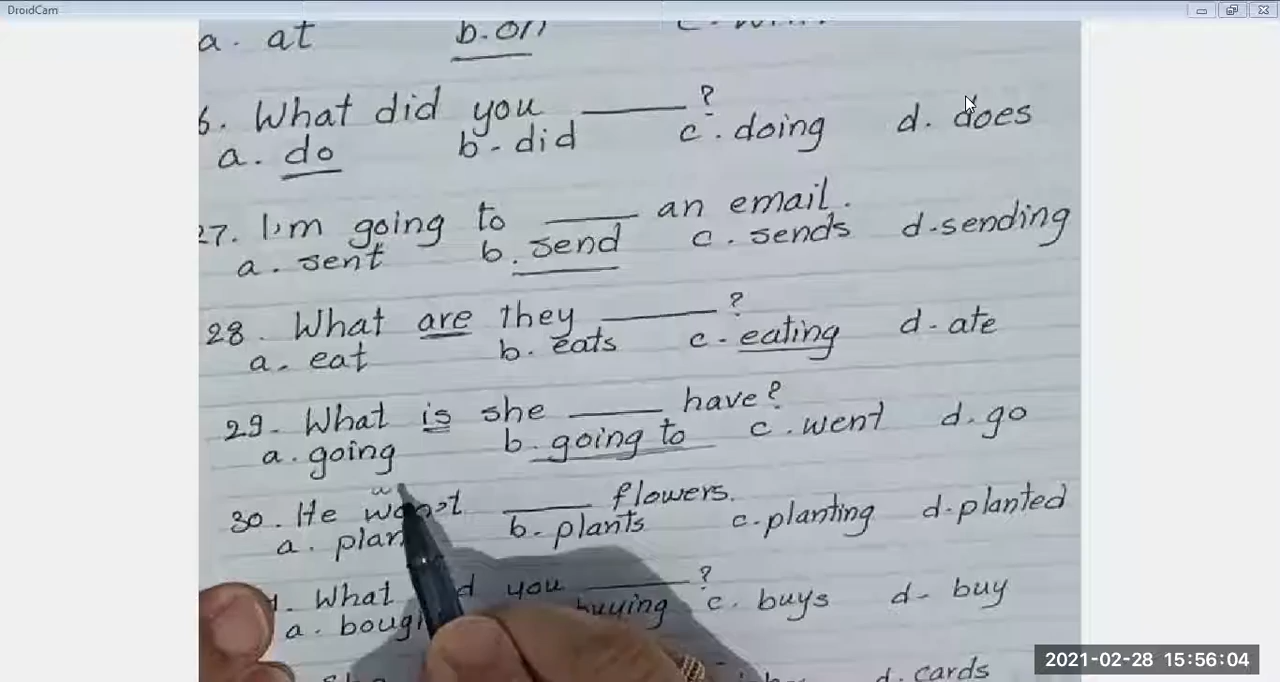 DroidCam
a. at b. on
6. What did you ____?
a. do b. did c. doing d. does
27. I'm going to ____ an email.
a. sent b. send c. sends d. sending
28. What are they ____?
a. eat b. eats c. eating d. ate
29. What is she ____ have?
a. going b. going to c. went d. go
30. He ____ flowers.
b. plants c. planting d. planted
What you ____?
a. buying c. buys d. buy
d. cards
2021-02-28 15:56:04